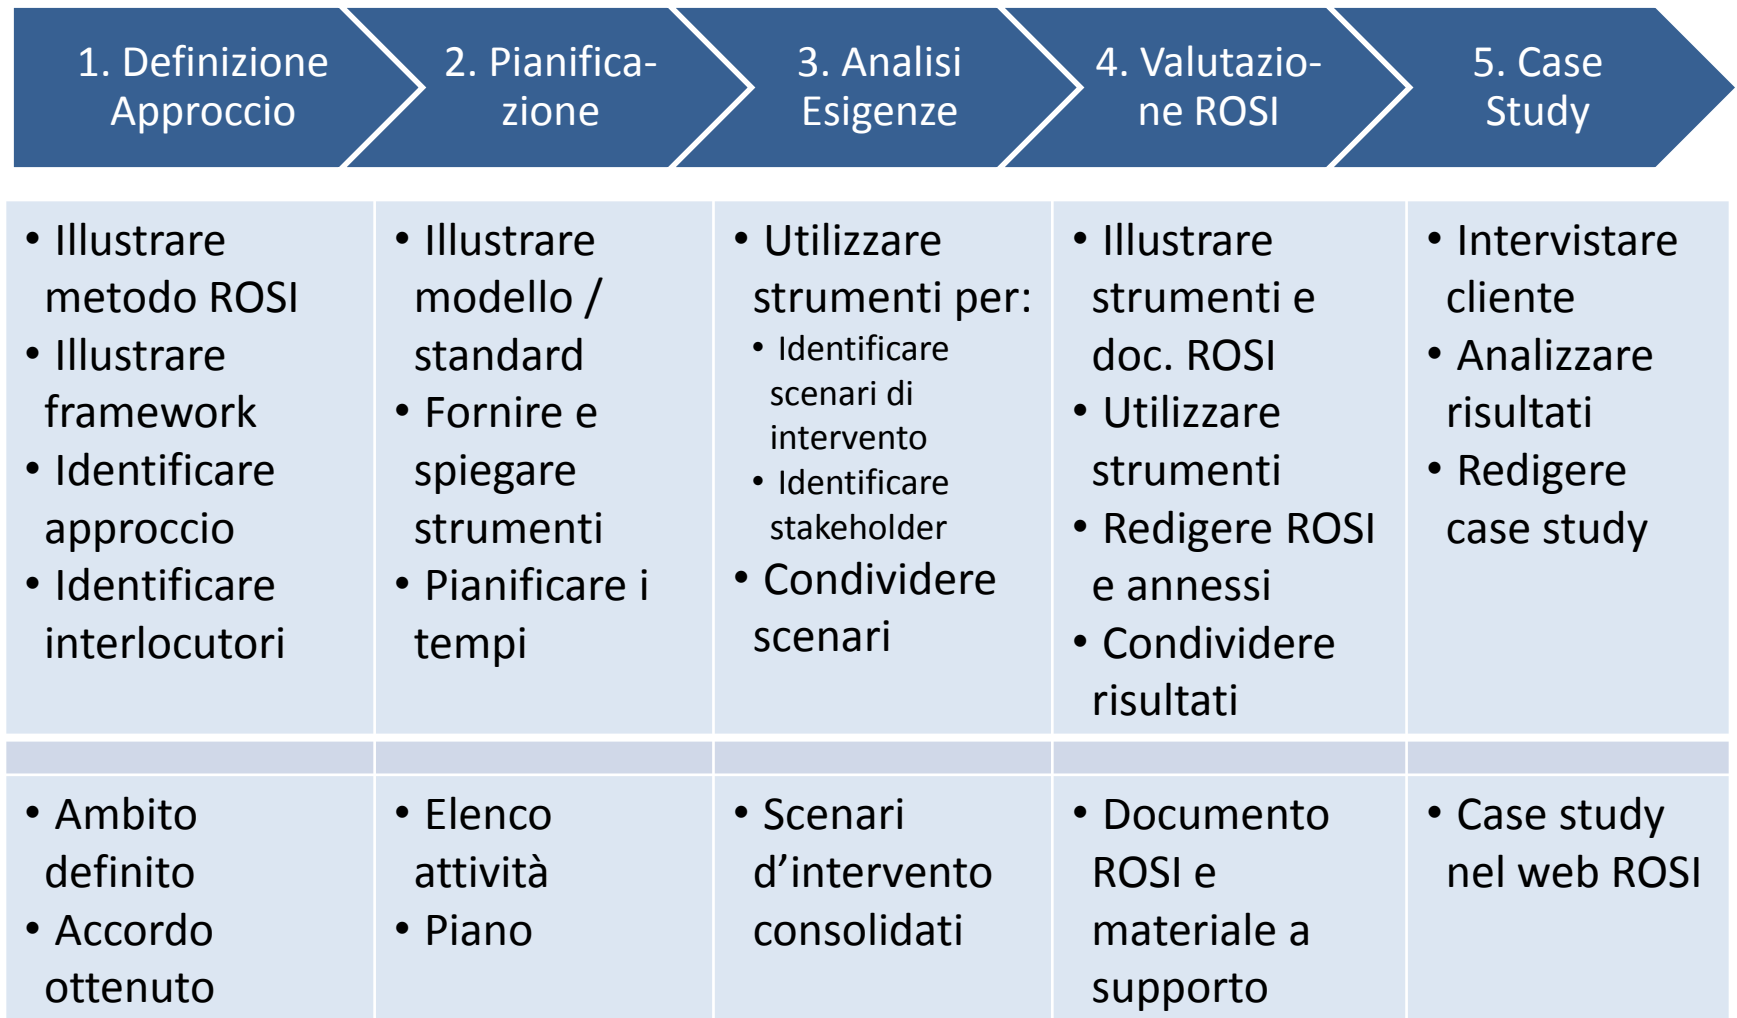 1. Definizione
Approccio
2. Pianifica-
zione
3. Analisi
Esigenze
4. Valutazio-
ne ROSI
5. Case
Study
• Illustrare
metodo ROSI
• Illustrare
framework
• Identificare
approccio
• Identificare
interlocutori
• Illustrare
modello /
standard
• Fornire e
spiegare
strumenti
• Pianificare i
tempi
• Utilizzare
strumenti per:
• Identificare
scenari di
intervento
• Identificare
stakeholder
• Condividere
scenari
• Illustrare
strumenti e
doc. ROSI
• Utilizzare
strumenti
• Redigere ROSI
e annessi
• Condividere
risultati
• Intervistare
cliente
• Analizzare
risultati
• Redigere
case study
• Ambito
definito
• Accordo
ottenuto
• Elenco
attività
• Piano
• Scenari
d’intervento
consolidati
• Documento
ROSI e
materiale a
supporto
• Case study
nel web ROSI